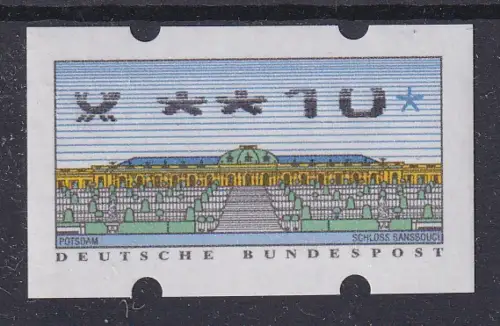 **10*
POTSDAM SCHLOSS SANSSOUCI
DEUTSCHE BUNDESPOST